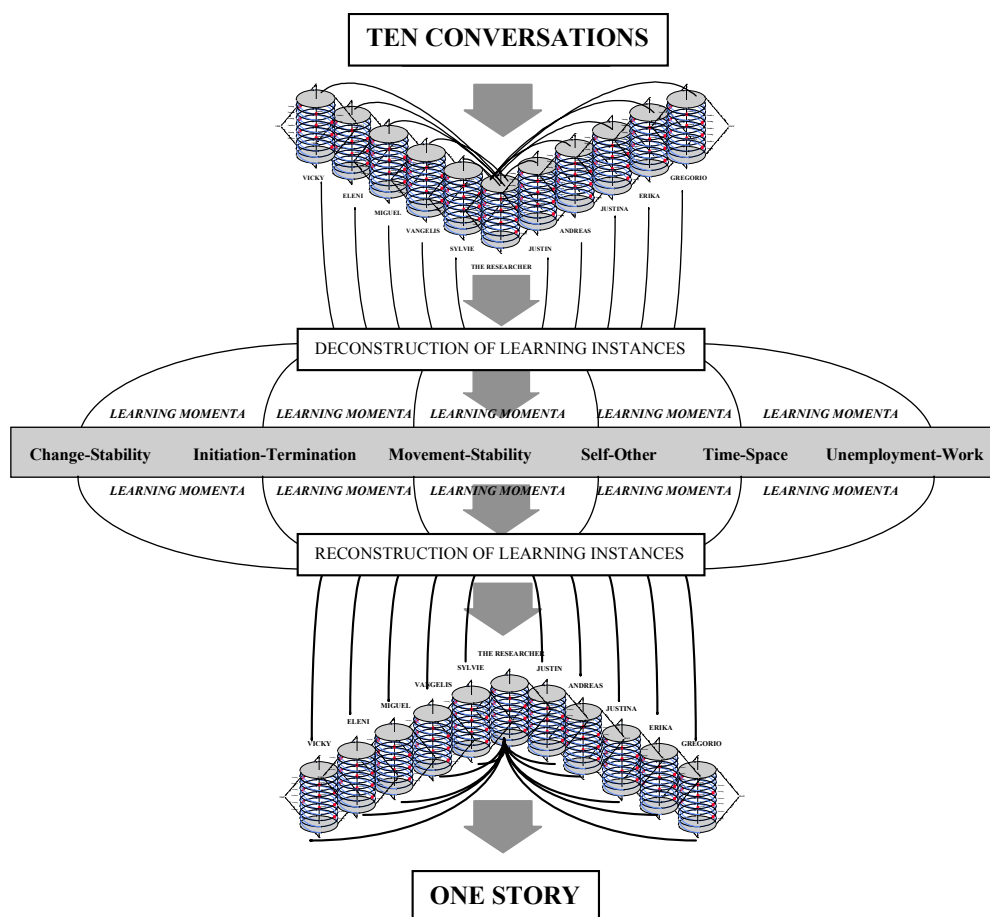 TEN CONVERSATIONS
VICKY
ELENI
MIGUEL
VANGELIS
SYLVIE
THE RESEARCHER
JUSTIN
ANDREAS
JUSTINA
ERIKA
GREGORIO
DECONSTRUCTION OF LEARNING INSTANCES
LEARNING MOMENTA LEARNING MOMENTA LEARNING MOMENTA LEARNING MOMENTA LEARNING MOMENTA
Change-Stability Initiation-Termination Movement-Stability Self-Other Time-Space Unemployment-Work
LEARNING MOMENTA LEARNING MOMENTA LEARNING MOMENTA LEARNING MOMENTA LEARNING MOMENTA
RECONSTRUCTION OF LEARNING INSTANCES
VICKY
ELENI
MIGUEL
VANGELIS
SYLVIE
THE RESEARCHER
JUSTIN
ANDREAS
JUSTINA
ERIKA
GREGORIO
ONE STORY